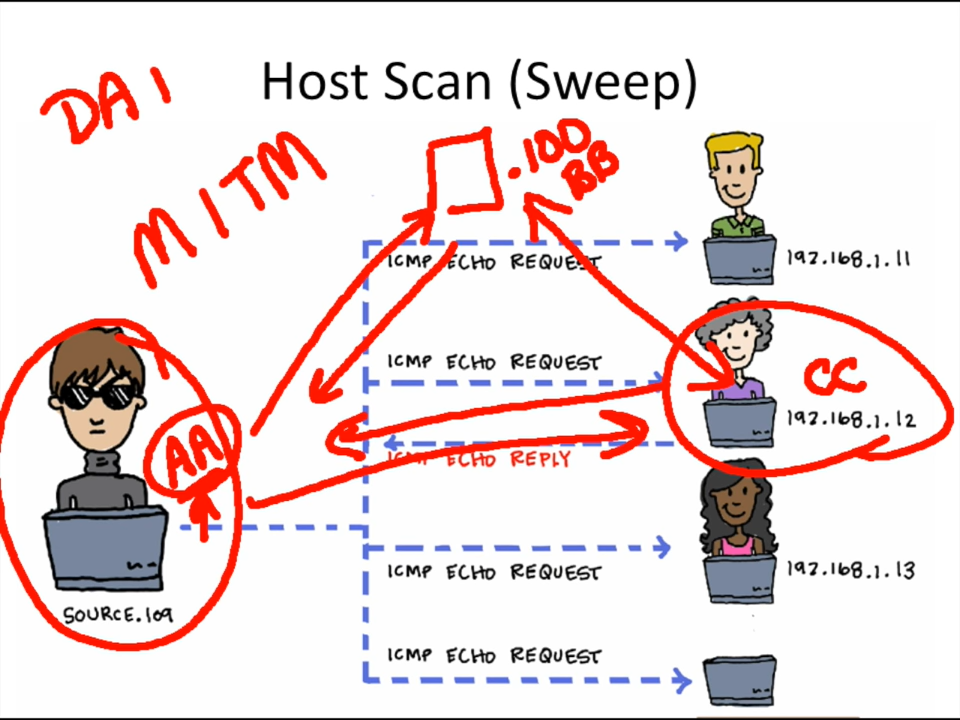 Host Scan (Sweep)
DAI
MITM
.100
BB
ICMP ECHO REQUEST
192.168.1.11
ICMP ECHO REQUEST
CC
192.168.1.12
AA
ICMP ECHO REPLY
ICMP ECHO REQUEST
192.168.1.13
SOURCE.109
ICMP ECHO REQUEST